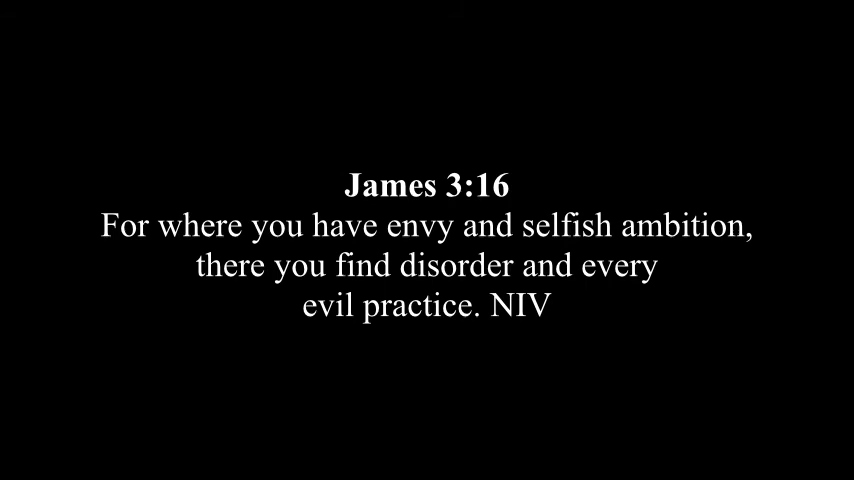 James 3:16
For where you have envy and selfish ambition,
there you find disorder and every
evil practice. NIV